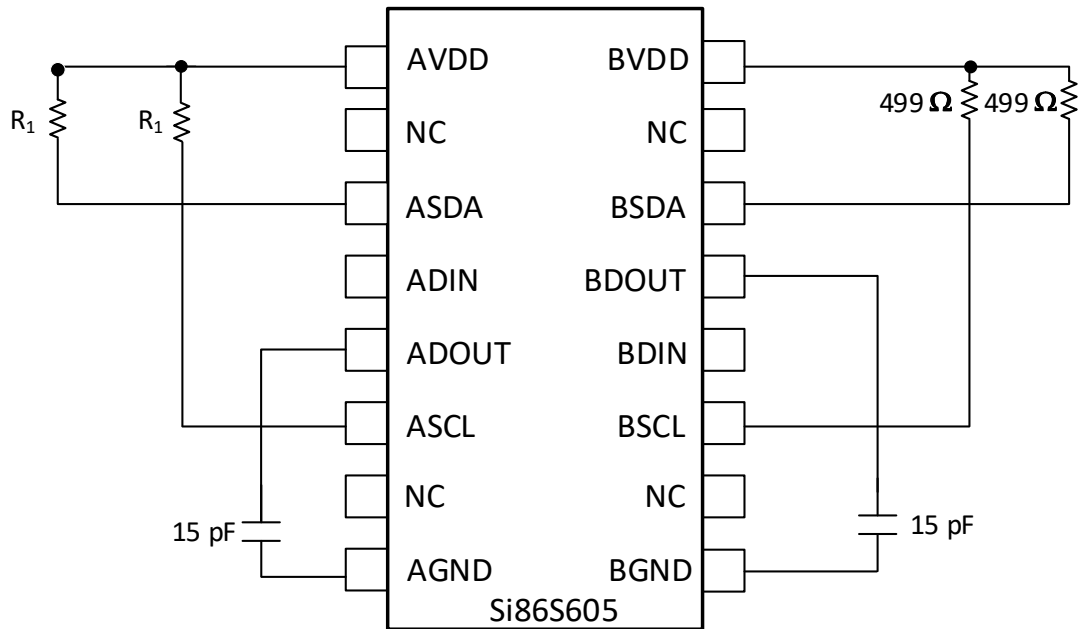 AVDD BVDD
R₁ R₁ 499 Ω 499 Ω
NC NC
ASDA BSDA
ADIN BDOUT
ADOUT BDIN
ASCL BSCL
NC NC
15 pF 15 pF
AGND BGND
Si86S605